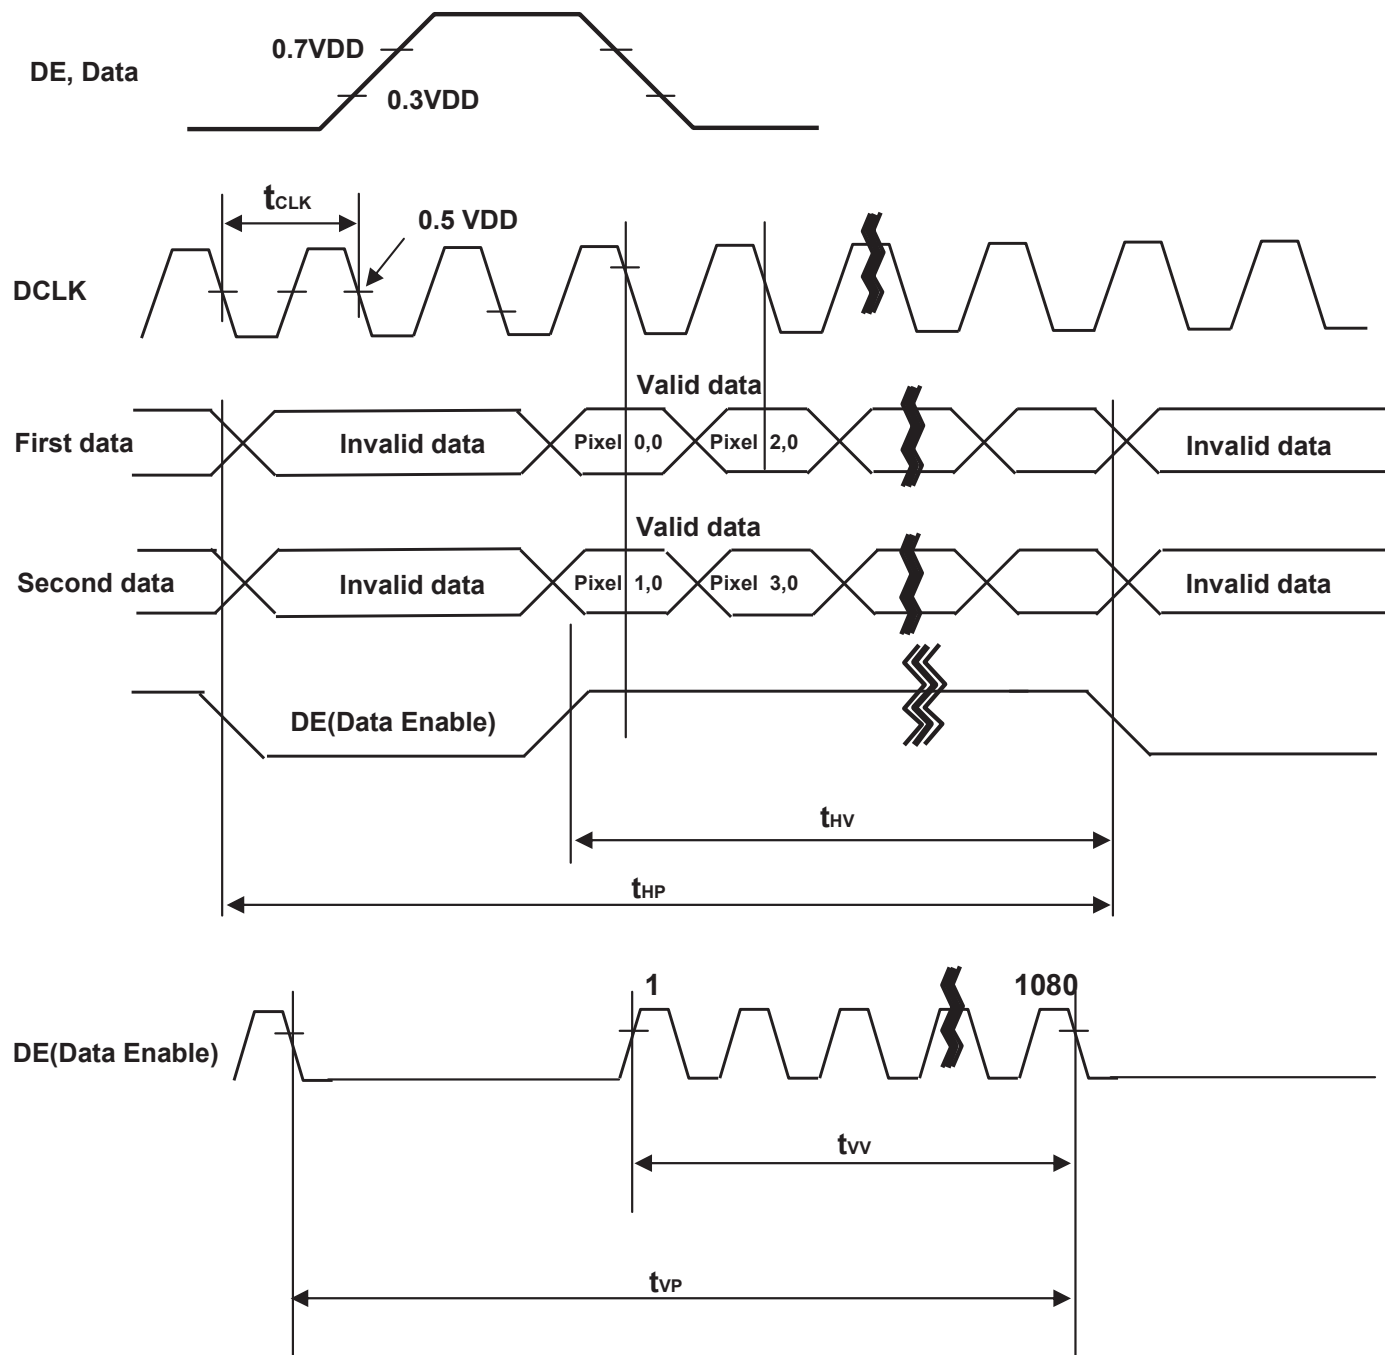 0.7VDD
DE, Data
0.3VDD
tCLK
0.5 VDD
DCLK
Valid data
First data
Invalid data
Pixel 0,0
Pixel 2,0
Invalid data
Valid data
Second data
Invalid data
Pixel 1,0
Pixel 3,0
Invalid data
DE(Data Enable)
tHV
tHP
1
1080
DE(Data Enable)
tVV
tVP